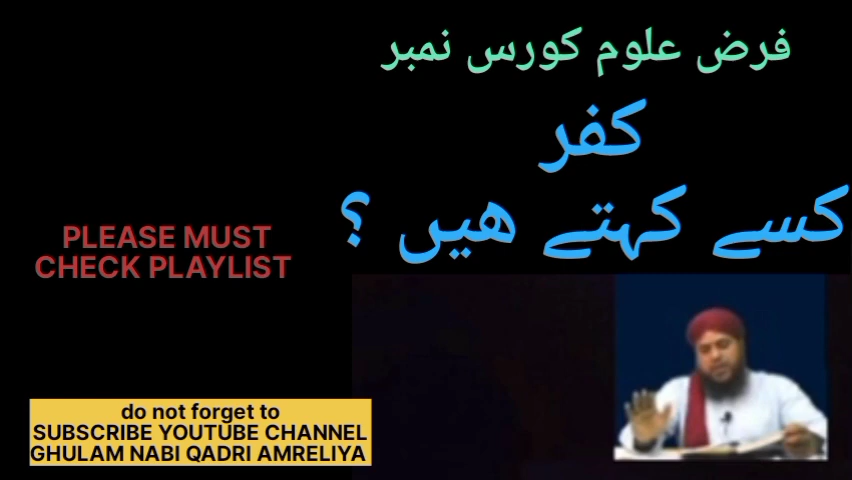 فرض علوم کورس نمبر
کفر
کسے کہتے ھیں ؟
PLEASE MUST
CHECK PLAYLIST
do not forget to
SUBSCRIBE YOUTUBE CHANNEL
GHULAM NABI QADRI AMRELIYA